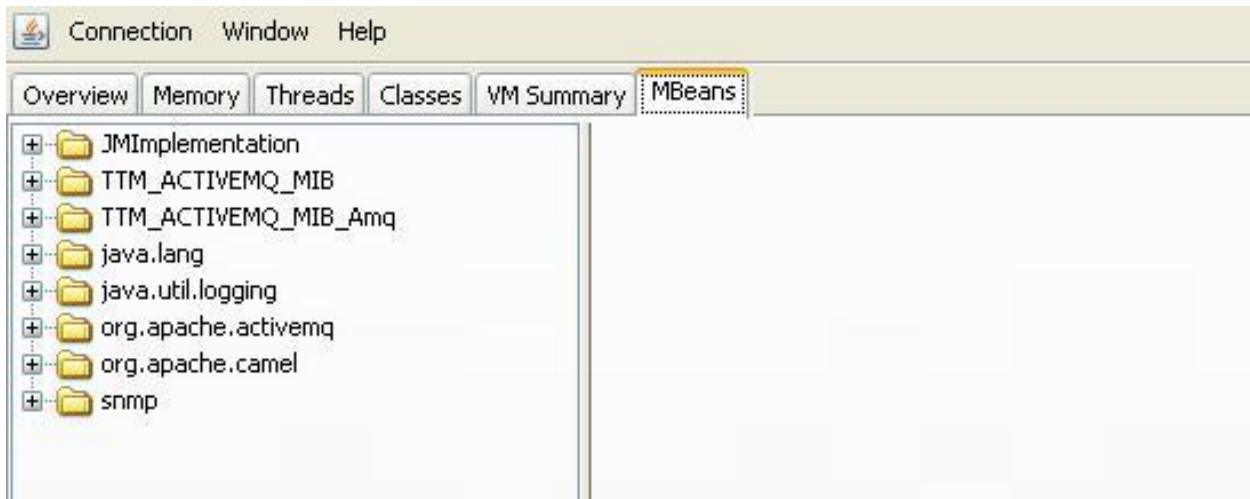 Connection Window Help
Overview Memory Threads Classes VM Summary MBeans
JMImplementation
TTM_ACTIVEMQ_MIB
TTM_ACTIVEMQ_MIB_Amq
java.lang
java.util.logging
org.apache.activemq
org.apache.camel
snmp